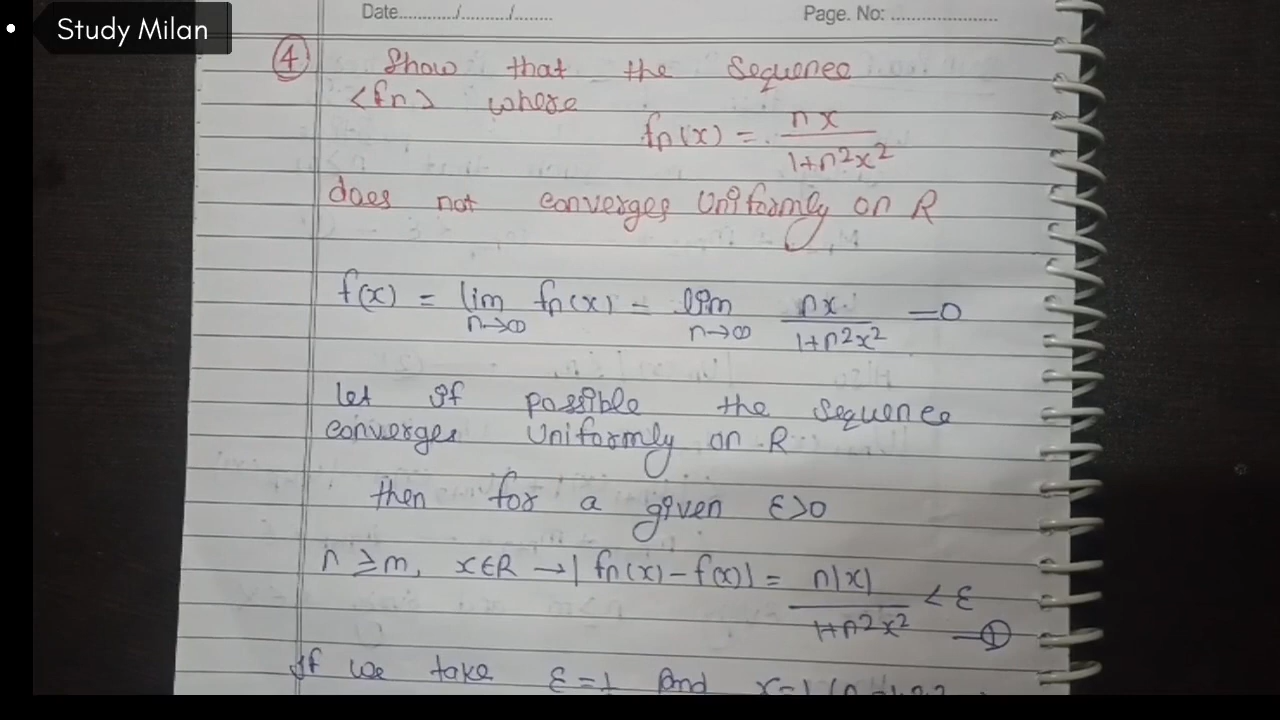 Study Milan
Date............/........../........
Page. No: .....................
④ Show that the sequence
<fn> where
fn(x) = nx / 1+n²x²
does not converges Uniformly on R
f(x) = lim n→∞ fn(x) = lim n→∞ nx / 1+n²x² = 0
let if possible the sequence
converges Uniformly on R
then for a given ε>0
n ≥ m, x∈R → | fn(x) - f(x)| = n|x| / 1+n²x² < ε —①
If we take ε = and x=1